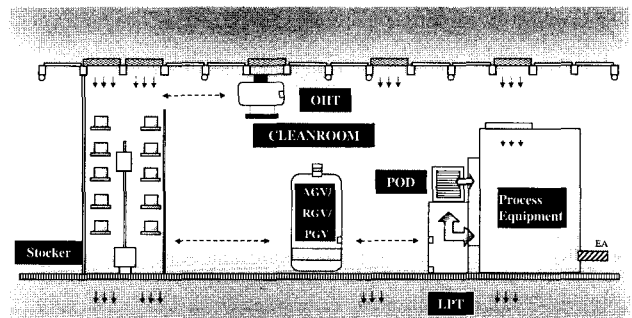 OHT
CLEANROOM
AGV/
RGV/
PGV
POD
Process
Equipment
Stocker
EA
LPT